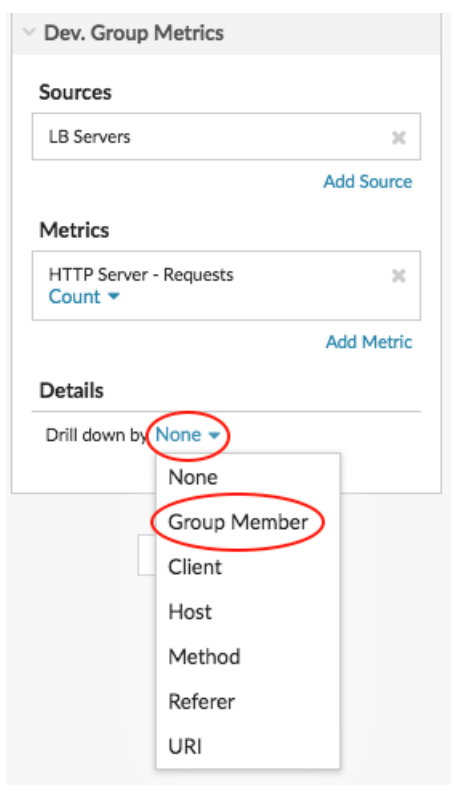 Dev. Group Metrics
Sources
LB Servers
Add Source
Metrics
HTTP Server - Requests
Count
Add Metric
Details
Drill down by None
None
Group Member
Client
Host
Method
Referer
URI